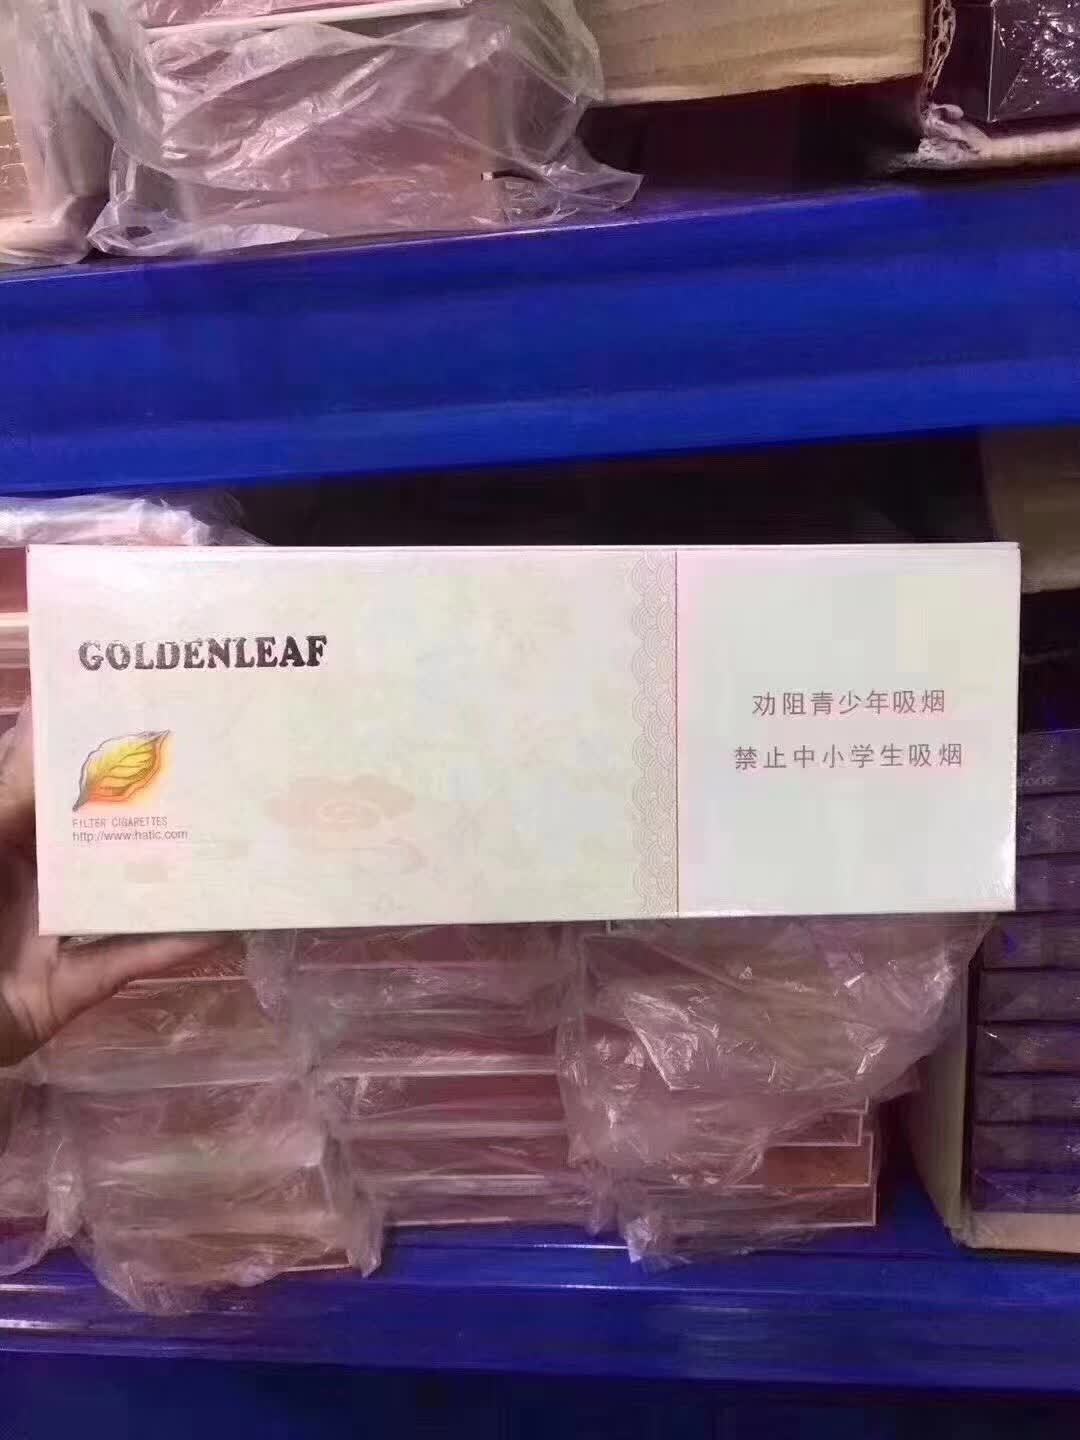 GOLDENLEAF
FILTER CIGARETTES
http://www.hatic.com
劝阻青少年吸烟
禁止中小学生吸烟